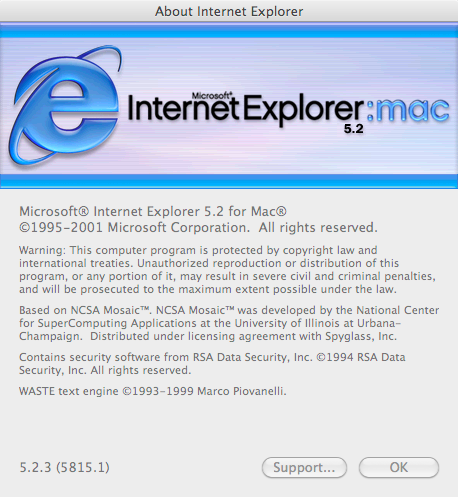 About Internet Explorer
Microsoft®
Internet Explorer:mac
5.2
Microsoft® Internet Explorer 5.2 for Mac®
©1995-2001 Microsoft Corporation.  All rights reserved.
Warning: This computer program is protected by copyright law and
international treaties. Unauthorized reproduction or distribution of this
program, or any portion of it, may result in severe civil and criminal penalties,
and will be prosecuted to the maximum extent possible under the law.
Based on NCSA Mosaic™. NCSA Mosaic™ was developed by the National Center
for SuperComputing Applications at the University of Illinois at Urbana-
Champaign.  Distributed under licensing agreement with Spyglass, Inc.
Contains security software from RSA Data Security, Inc. ©1994 RSA Data
Security, Inc. All rights reserved.
WASTE text engine ©1993-1999 Marco Piovanelli.
5.2.3 (5815.1)
Support...
OK